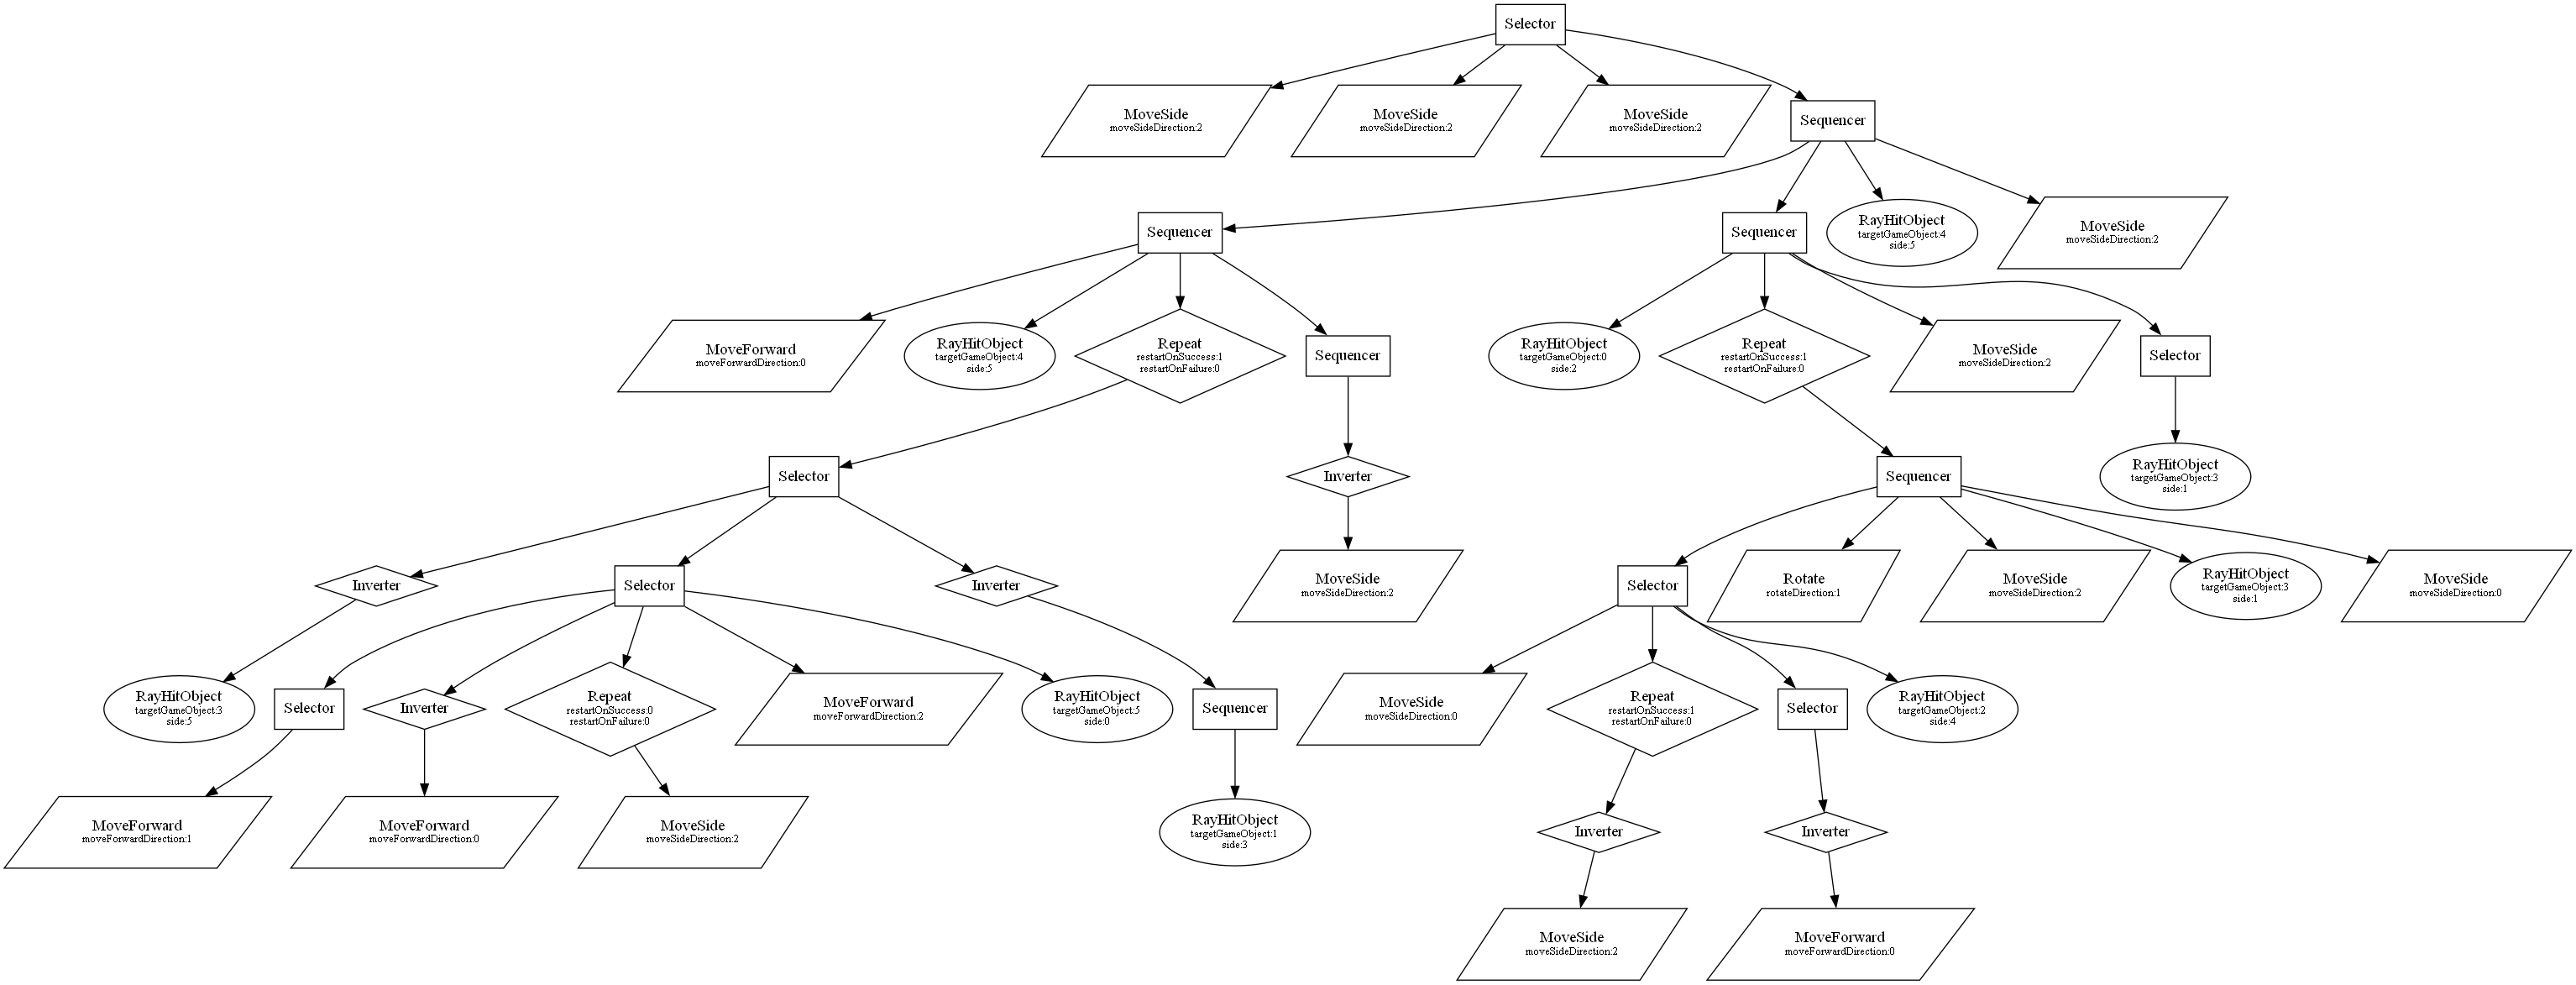 Selector
MoveSide
moveSideDirection:2
MoveSide
moveSideDirection:2
MoveSide
moveSideDirection:2
Sequencer
Sequencer
Sequencer
RayHitObject
targetGameObject:4
side:5
MoveSide
moveSideDirection:2
MoveForward
moveForwardDirection:0
RayHitObject
targetGameObject:4
side:5
Repeat
restartOnSuccess:1
restartOnFailure:0
Sequencer
RayHitObject
targetGameObject:0
side:2
Repeat
restartOnSuccess:1
restartOnFailure:0
MoveSide
moveSideDirection:2
Selector
Selector
Inverter
Sequencer
RayHitObject
targetGameObject:3
side:1
Inverter
Selector
Inverter
MoveSide
moveSideDirection:2
Selector
Rotate
rotateDirection:1
MoveSide
moveSideDirection:2
RayHitObject
targetGameObject:3
side:1
MoveSide
moveSideDirection:0
RayHitObject
targetGameObject:3
side:5
Selector
Inverter
Repeat
restartOnSuccess:0
restartOnFailure:0
MoveForward
moveForwardDirection:2
RayHitObject
targetGameObject:5
side:0
Sequencer
MoveSide
moveSideDirection:0
Repeat
restartOnSuccess:1
restartOnFailure:0
Selector
RayHitObject
targetGameObject:2
side:4
MoveForward
moveForwardDirection:1
MoveForward
moveForwardDirection:0
MoveSide
moveSideDirection:2
RayHitObject
targetGameObject:1
side:3
Inverter
Inverter
MoveSide
moveSideDirection:2
MoveForward
moveForwardDirection:0